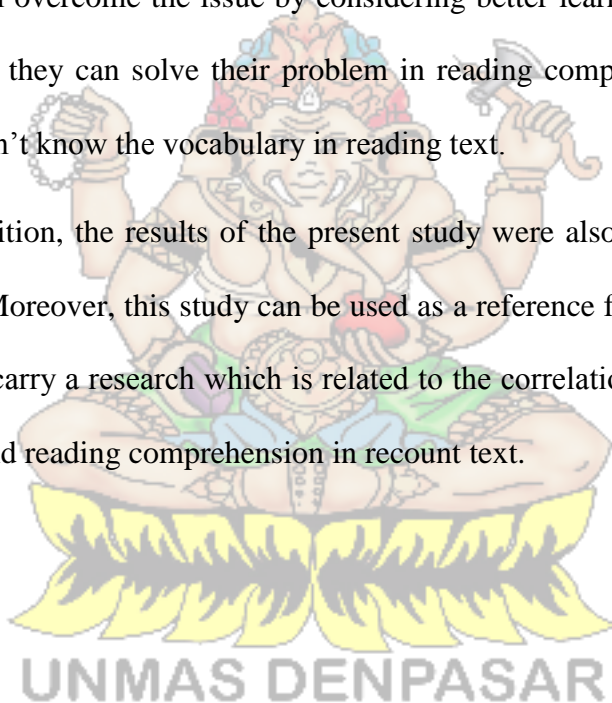 overcome the issue by considering better lear
they can solve their problem in reading comp
n't know the vocabulary in reading text.
ition, the results of the present study were also
Moreover, this study can be used as a reference f
carry a research which is related to the correlatio
d reading comprehension in recount text.
UNMAS DENPASAR